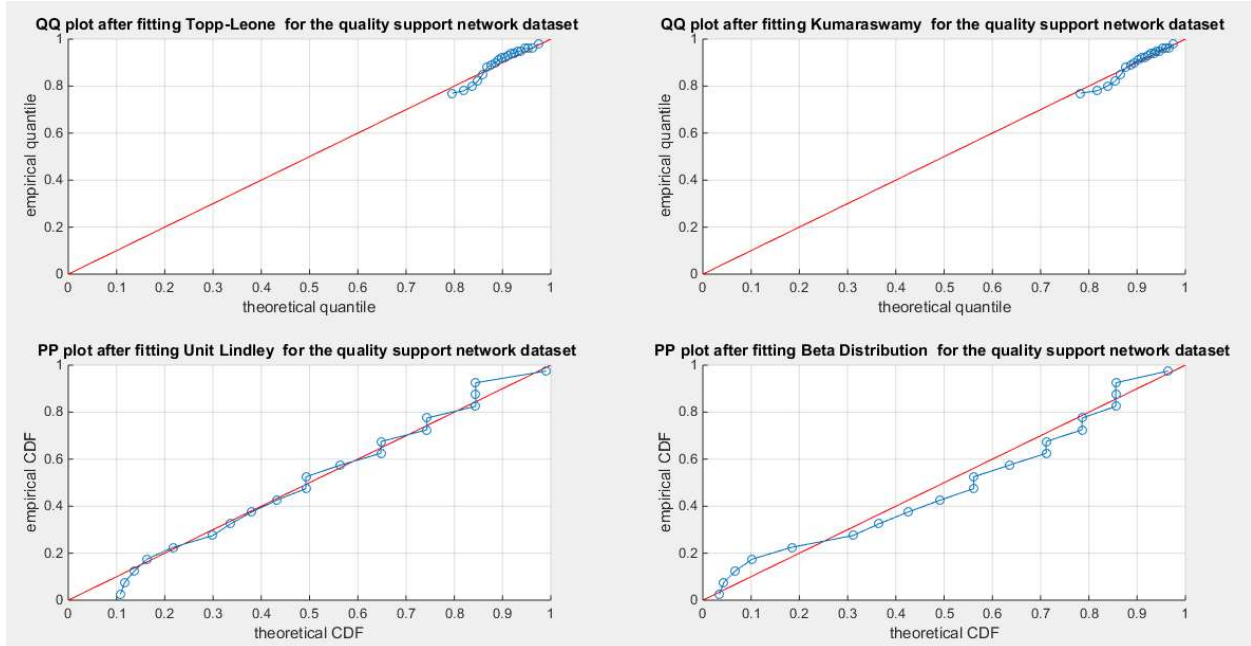 QQ plot after fitting Topp-Leone for the quality support network dataset
1
0.8
0.6
0.4
0.2
0
empirical quantile
0 0.1 0.2 0.3 0.4 0.5 0.6 0.7 0.8 0.9 1
theoretical quantile
QQ plot after fitting Kumaraswamy for the quality support network dataset
1
0.8
0.6
0.4
0.2
0
empirical quantile
0 0.1 0.2 0.3 0.4 0.5 0.6 0.7 0.8 0.9 1
theoretical quantile
PP plot after fitting Unit Lindley for the quality support network dataset
1
0.8
0.6
0.4
0.2
0
empirical CDF
0 0.1 0.2 0.3 0.4 0.5 0.6 0.7 0.8 0.9 1
theoretical CDF
PP plot after fitting Beta Distribution for the quality support network dataset
1
0.8
0.6
0.4
0.2
0
empirical CDF
0 0.1 0.2 0.3 0.4 0.5 0.6 0.7 0.8 0.9 1
theoretical CDF